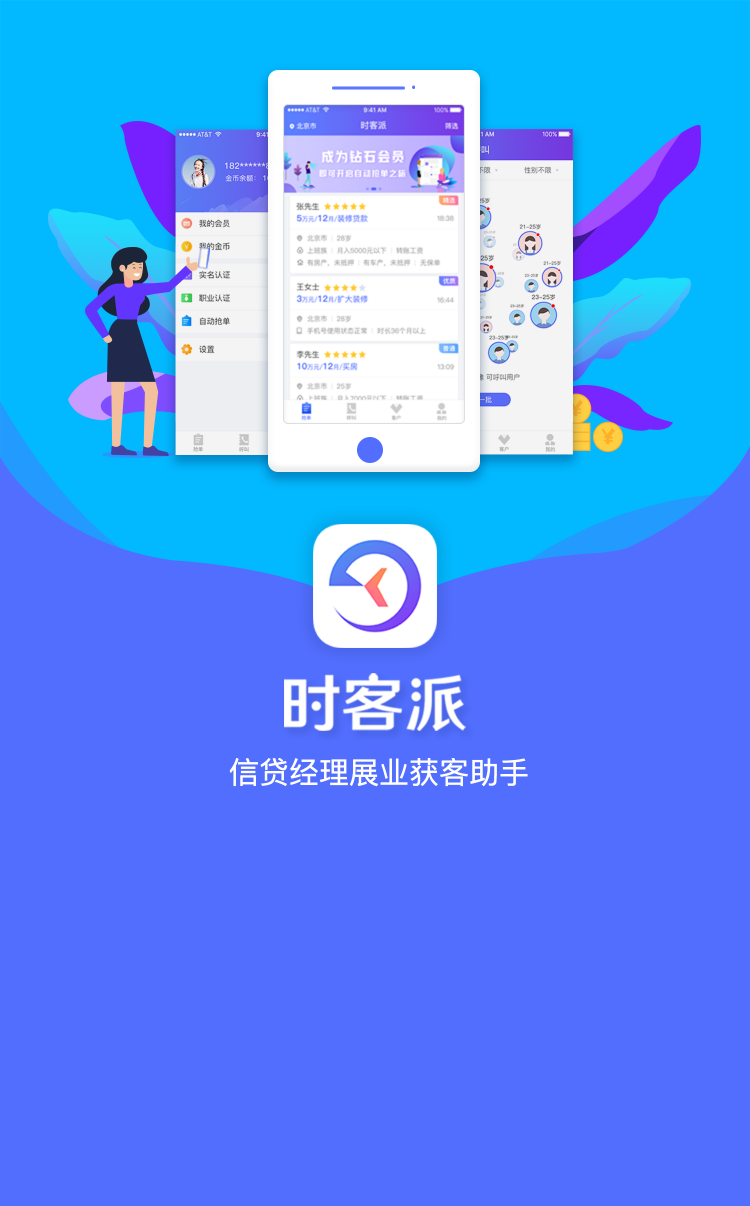 ●●●●● AT&T 9:41
182******8
金币余额：
我的会员
我的金币
实名认证
职业认证
自动抢单
设置
抢单
呼叫
●●●●● AT&T 9:41 AM 100%
北京市 时客派 筛选
成为钻石会员
即可开启自动抢单之旅
张先生 精选
5万元/12月/装修贷款 18:38
北京市 | 28岁
上班族 | 月入5000元以下 | 转账工资
有房产，未抵押 | 有车产，未抵押 | 无保单
王女士 优质
3万元/12月/扩大装修 16:44
北京市 | 28岁
手机号使用状态正常 | 时长36个月以上
李先生 普通
10万元/12月/买房 13:09
北京市 | 25岁
上班族 | 月入7000元以下 | 转账工资
抢单 呼叫 客户 我的
41 AM 100%
叫
不限 性别不限
5岁
21-25岁
25岁
21-25岁
23-25岁
23-25岁
可呼叫用户
一批
客户
我的
时客派
信贷经理展业获客助手